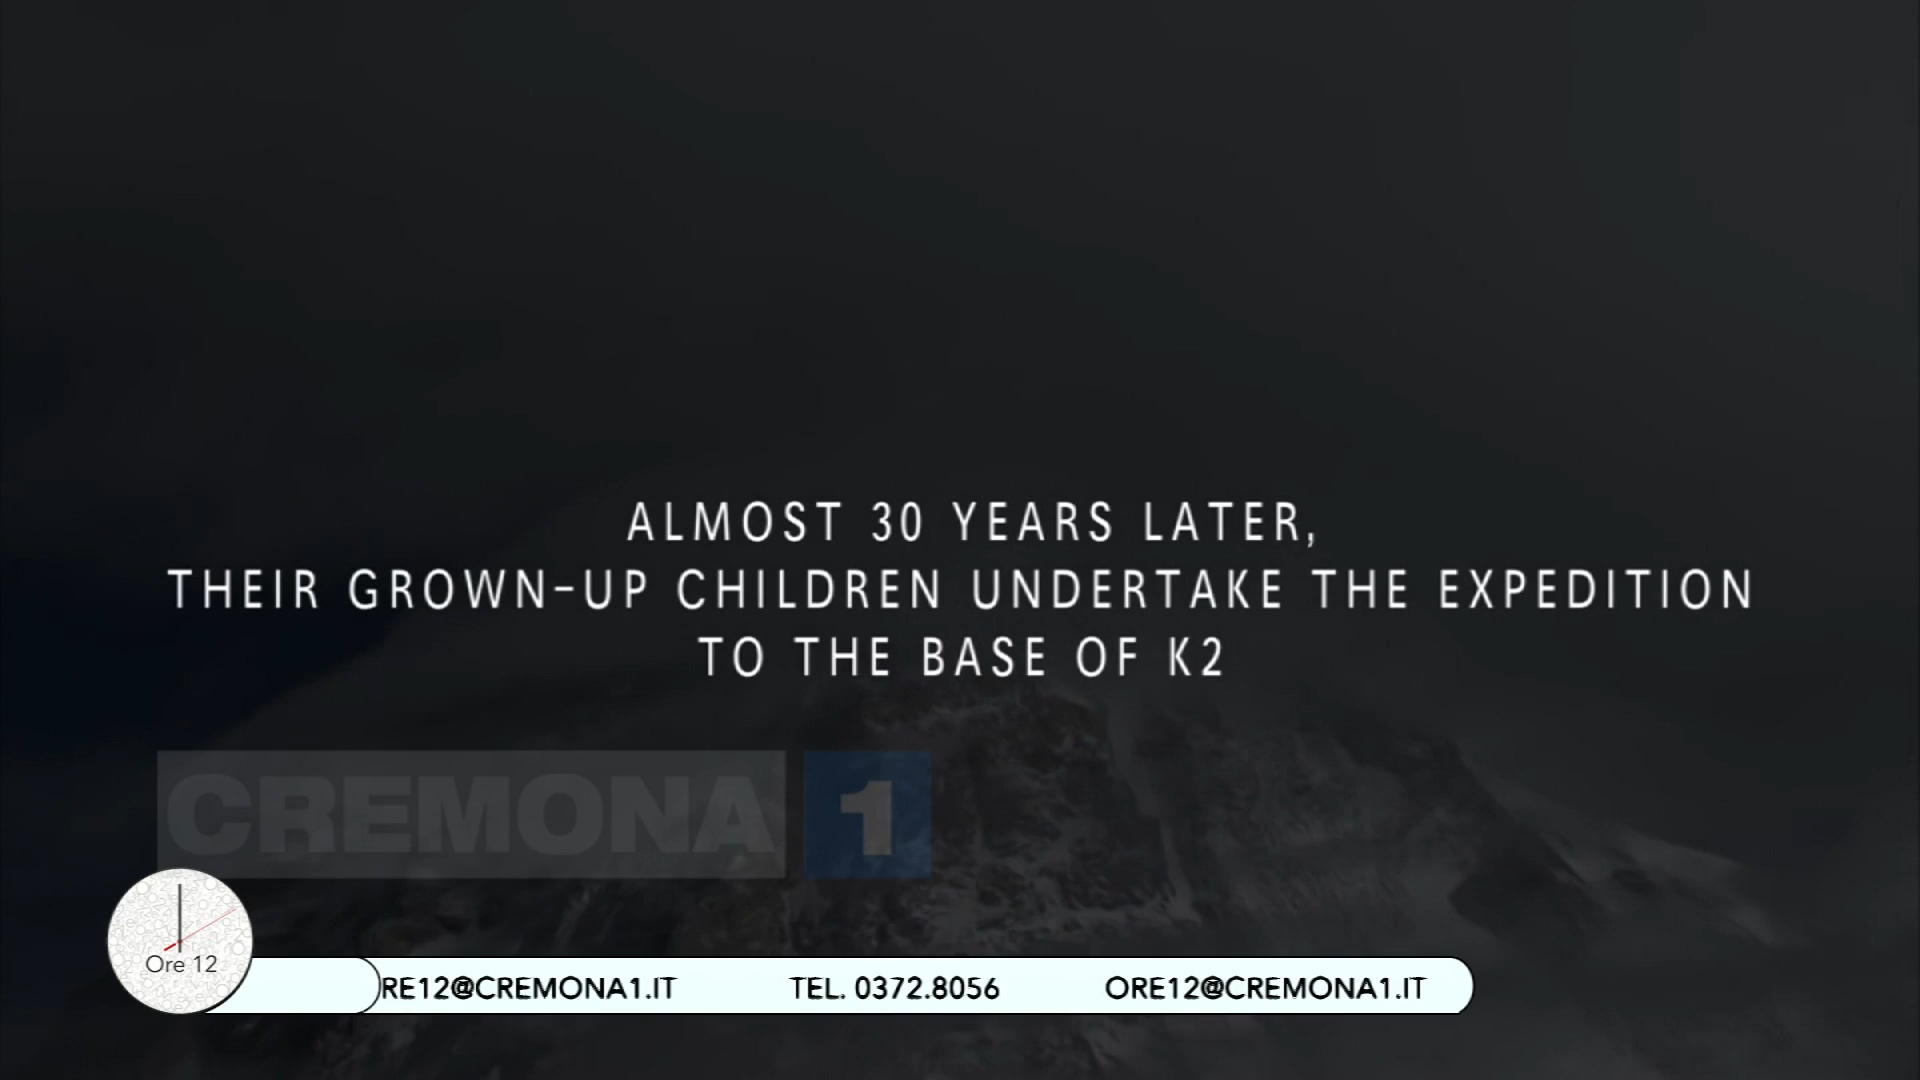 ALMOST 30 YEARS LATER,
THEIR GROWN-UP CHILDREN UNDERTAKE THE EXPEDITION
TO THE BASE OF K2
CREMONA 1
Ore 12
RE12@CREMONA1.IT TEL. 0372.8056 ORE12@CREMONA1.IT